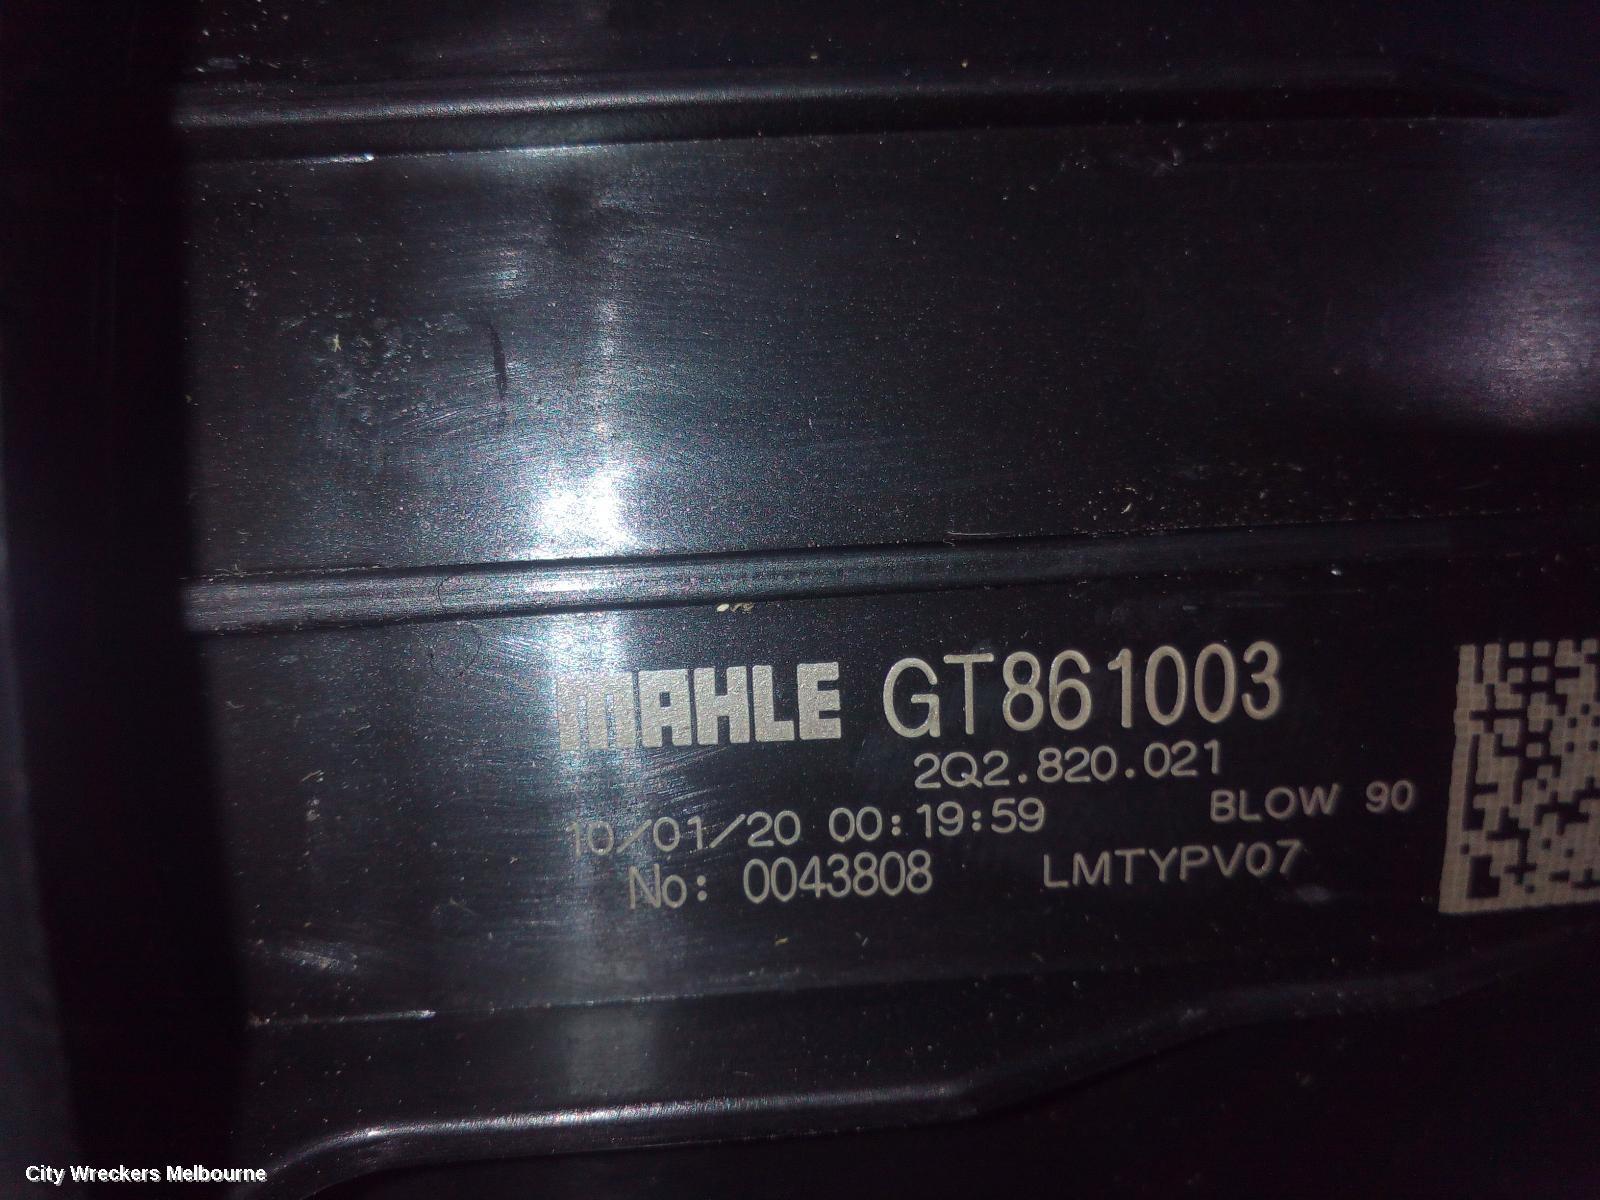 MAHLE GT861003
2Q2.820.021
10/01/20 00:19:59 BLOW 90
No: 0043808 LMTYPV07
City Wreckers Melbourne